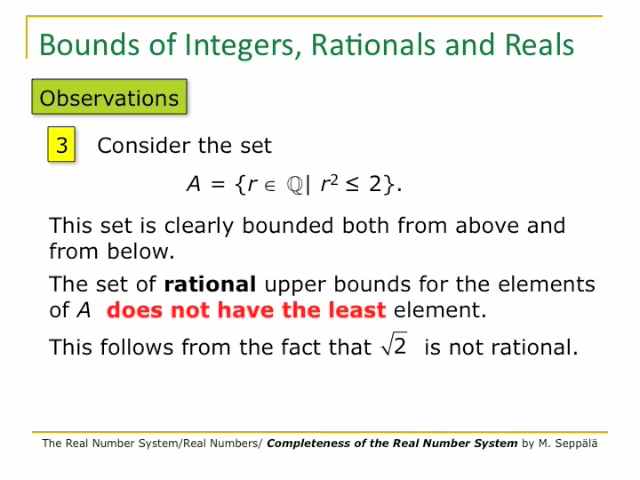 Bounds of Integers, Rationals and Reals
Observations
3 Consider the set
A = {r ∈ ℚ| r² ≤ 2}.
This set is clearly bounded both from above and
from below.
The set of rational upper bounds for the elements
of A does not have the least element.
This follows from the fact that √2 is not rational.
The Real Number System/Real Numbers/ Completeness of the Real Number System by M. Seppälä